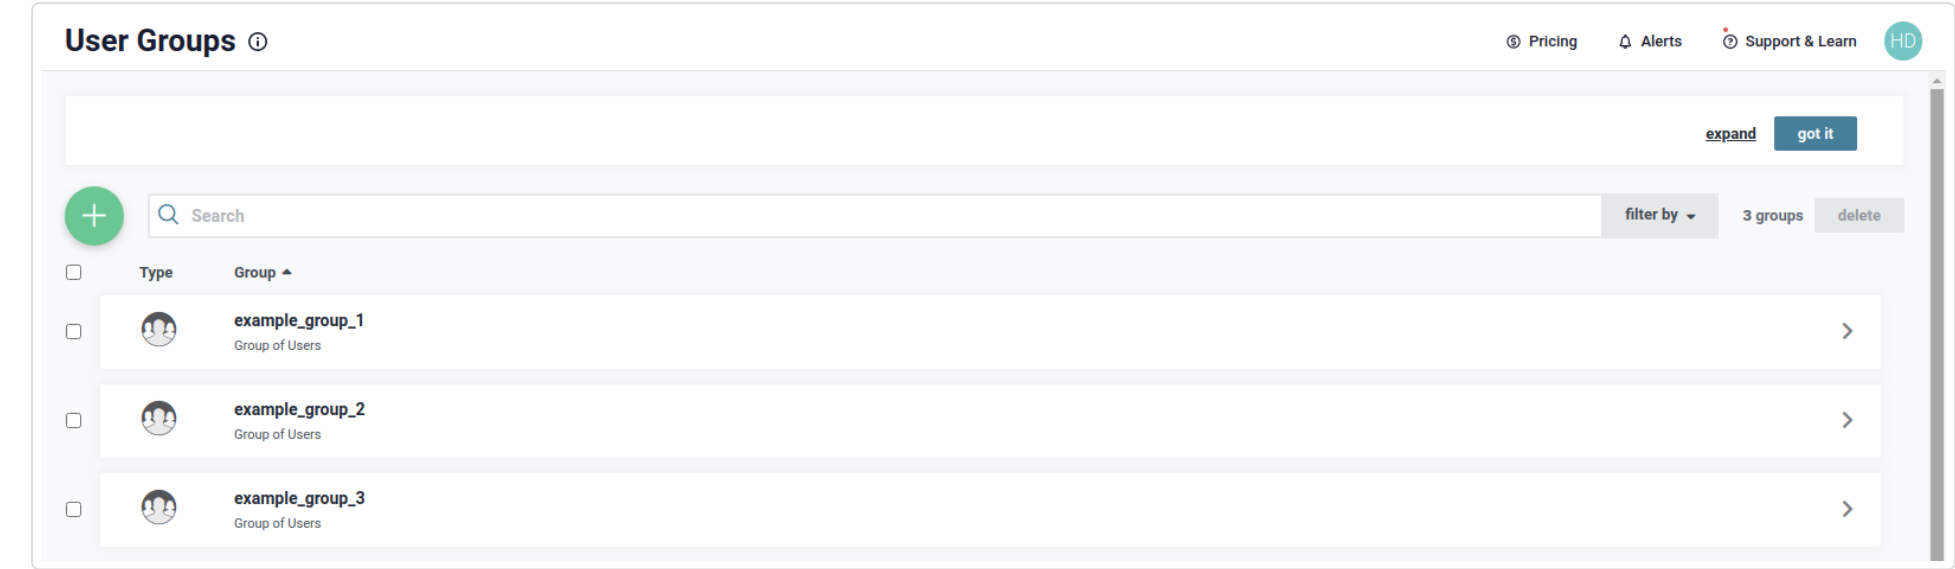 User Groups
Pricing
Alerts
Support & Learn
HD
expand
got it
Search
filter by
3 groups
delete
Type
Group
example_group_1
Group of Users
example_group_2
Group of Users
example_group_3
Group of Users